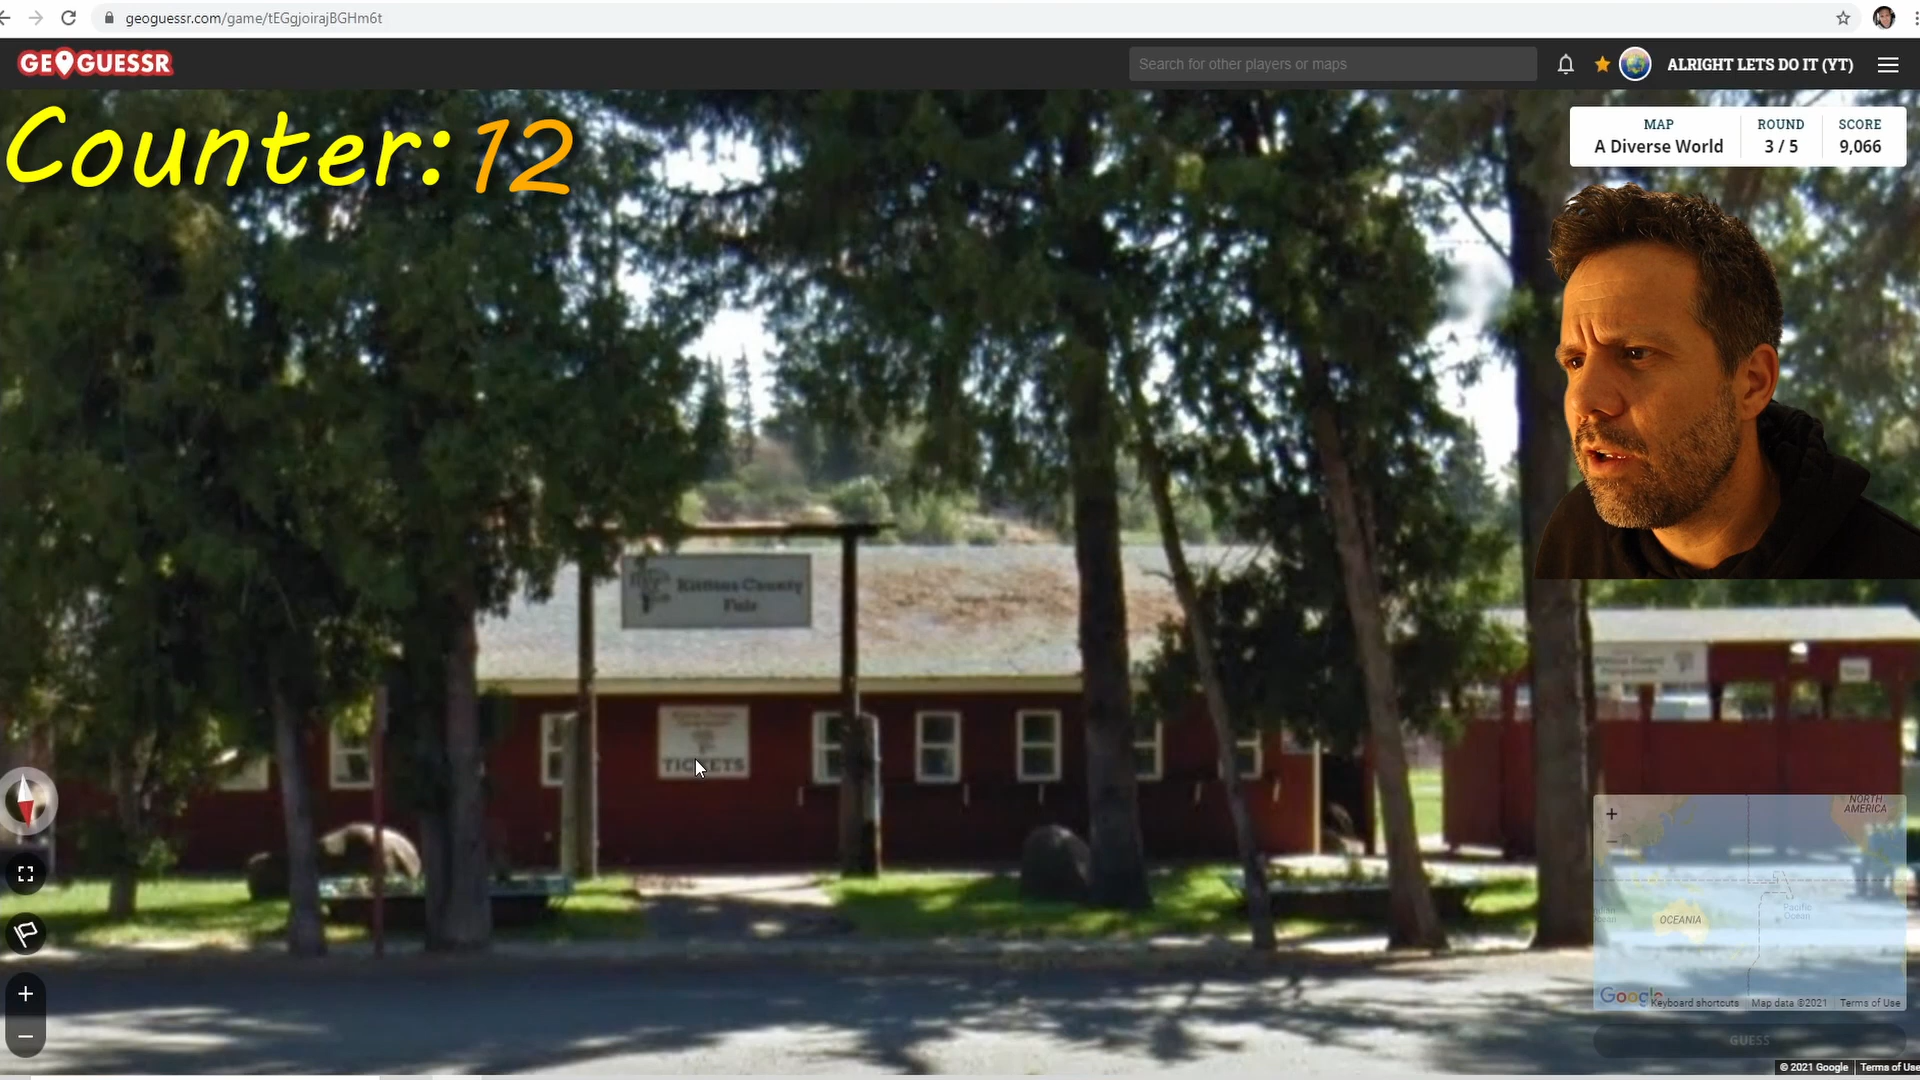 geoguessr.com/game/tEGgjoirajBGHm6t
GEOGUESSR
Search for other players or maps
ALRIGHT LETS DO IT (YT)
Counter: 12
MAP
ROUND
SCORE
A Diverse World
3 / 5
9,066
Kittitas County
Fair
TICKETS
NORTH
AMERICA
OCEANIA
Pacific
Ocean
Ocean
Google
Keyboard shortcuts
Map data ©2021
Terms of Use
GUESS
© 2021 Google
Terms of Use